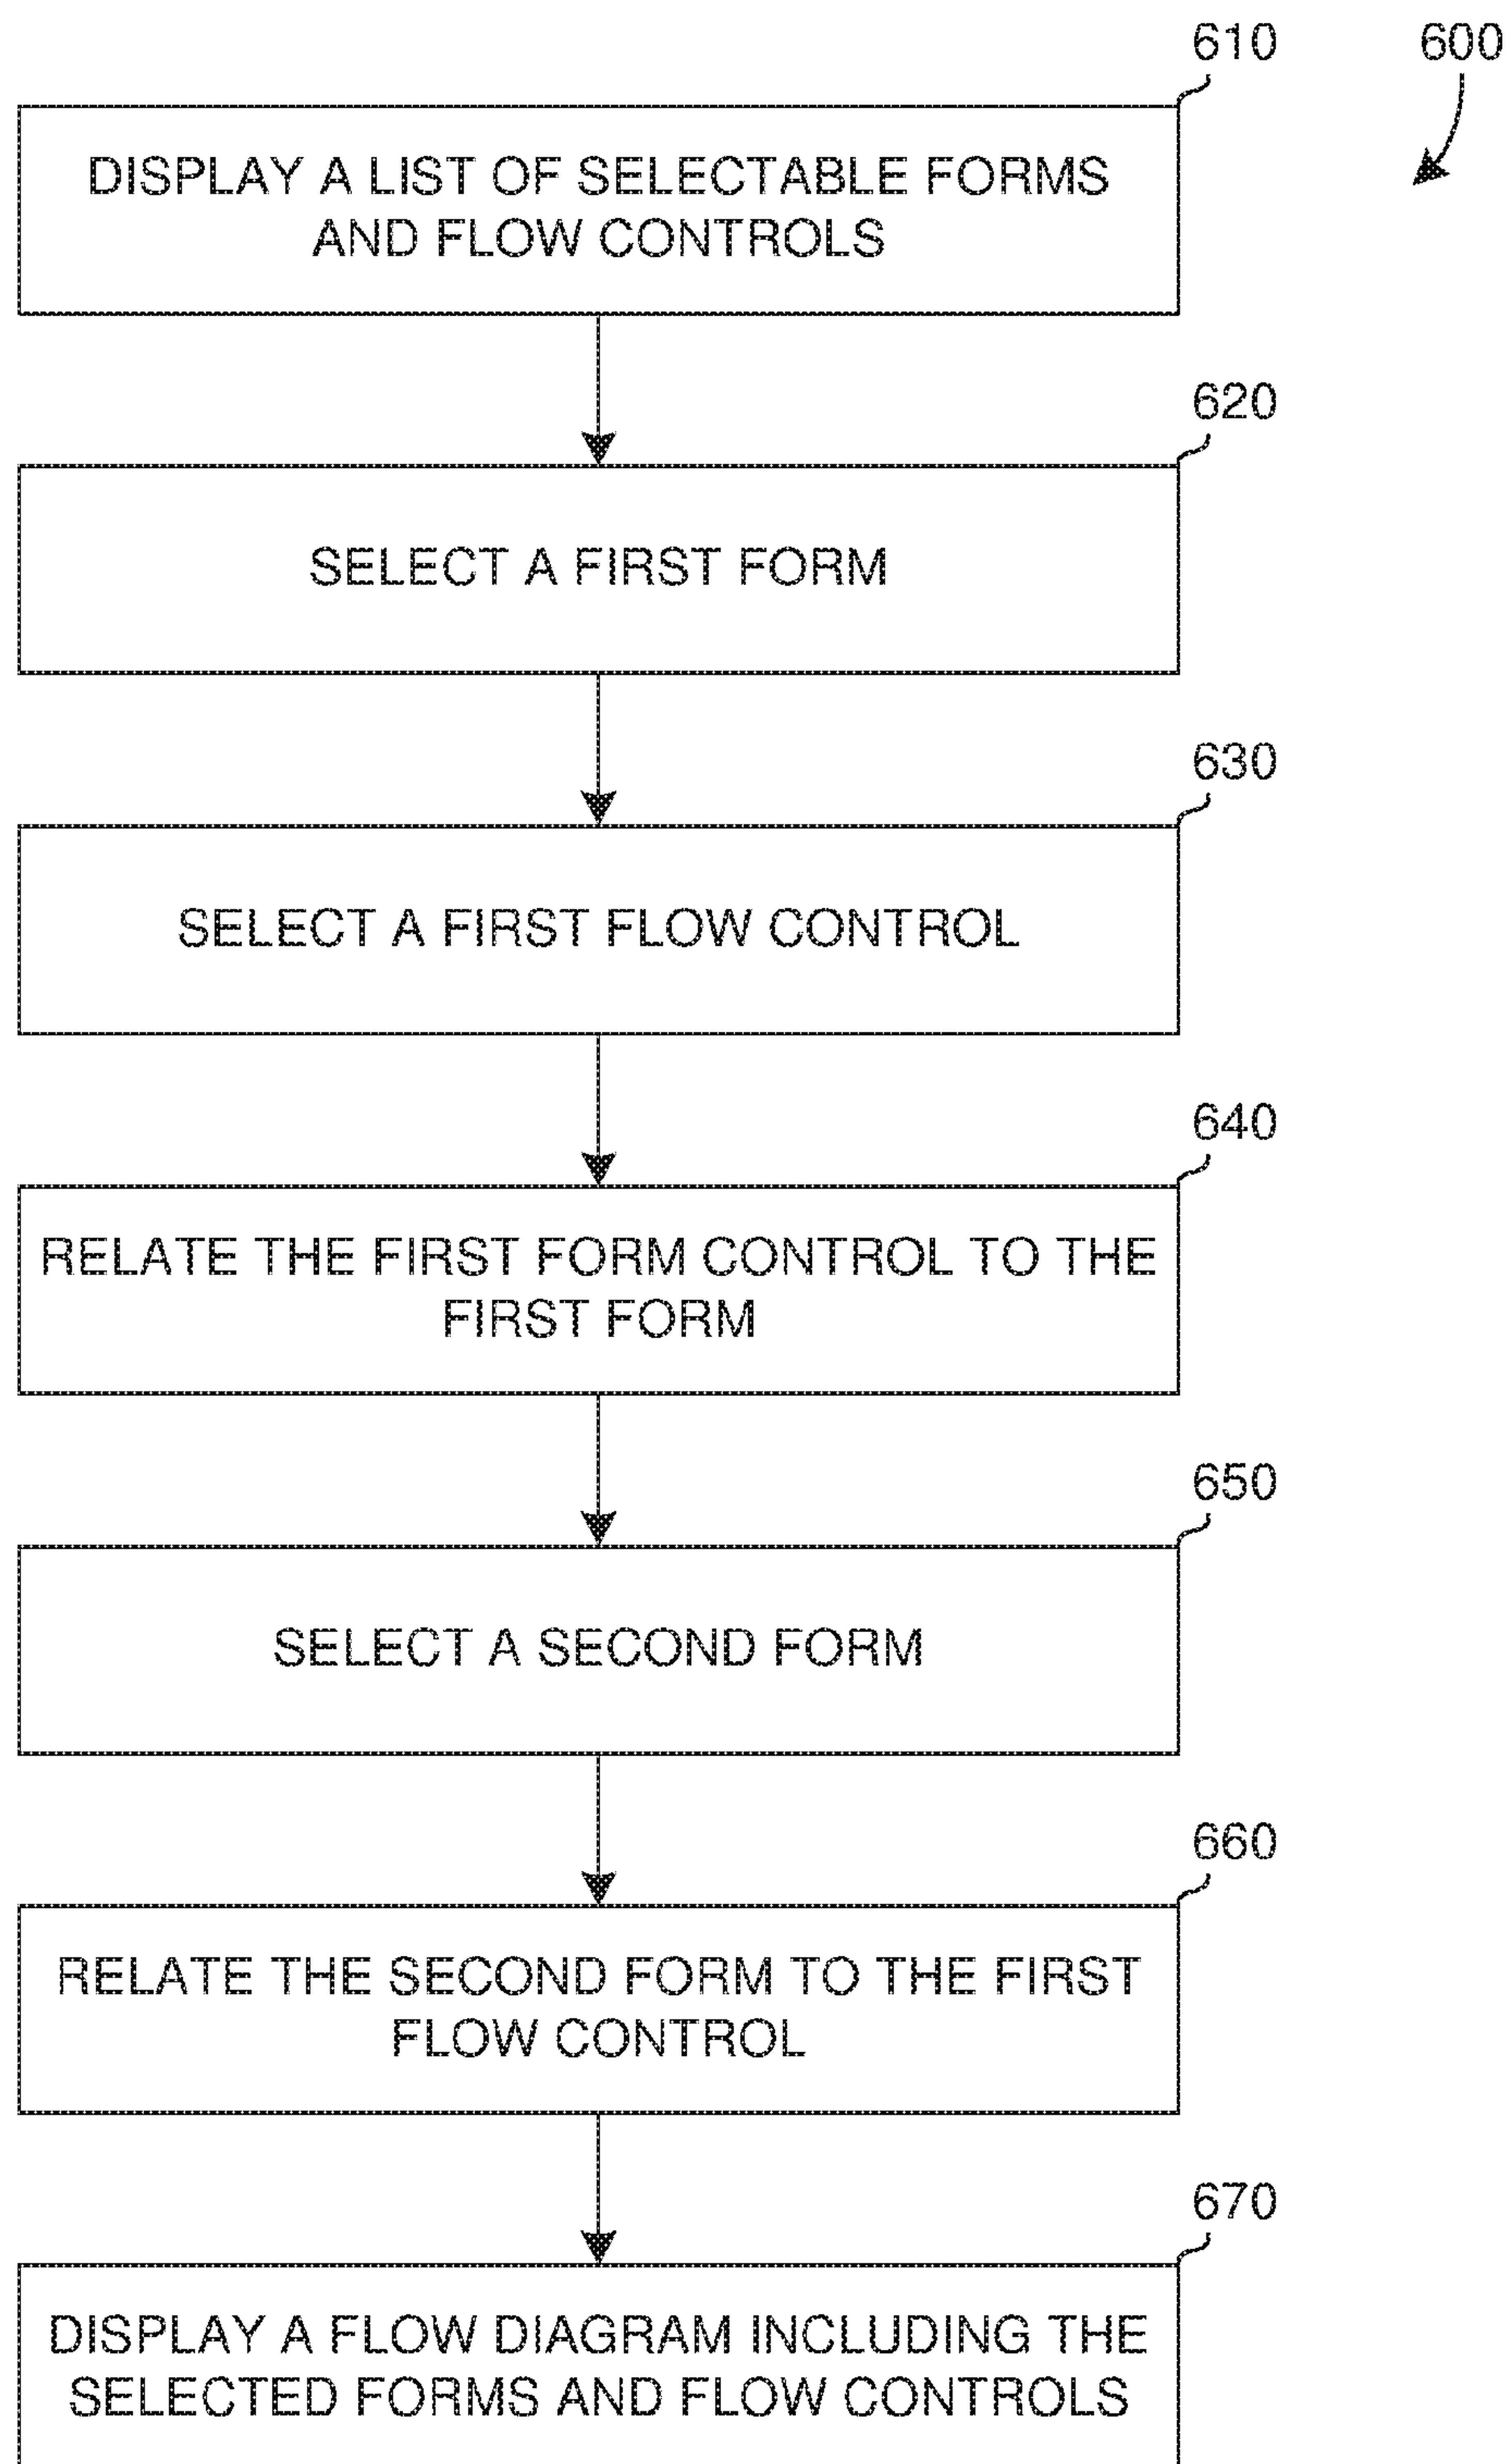 610
600
DISPLAY A LIST OF SELECTABLE FORMS
AND FLOW CONTROLS
620
SELECT A FIRST FORM
630
SELECT A FIRST FLOW CONTROL
640
RELATE THE FIRST FORM CONTROL TO THE
FIRST FORM
650
SELECT A SECOND FORM
660
RELATE THE SECOND FORM TO THE FIRST
FLOW CONTROL
670
DISPLAY A FLOW DIAGRAM INCLUDING THE
SELECTED FORMS AND FLOW CONTROLS